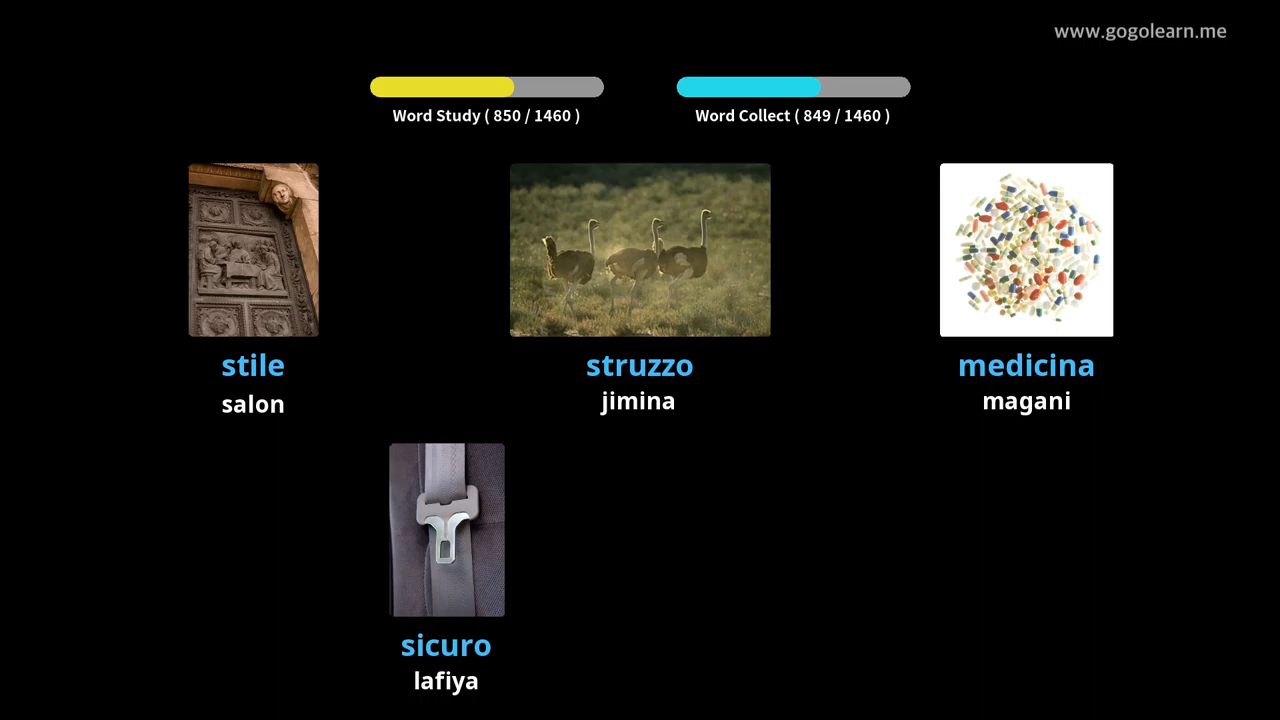 www.gogolearn.me
Word Study ( 850 / 1460 )
Word Collect ( 849 / 1460 )
stile
salon
struzzo
jimina
medicina
magani
sicuro
lafiya